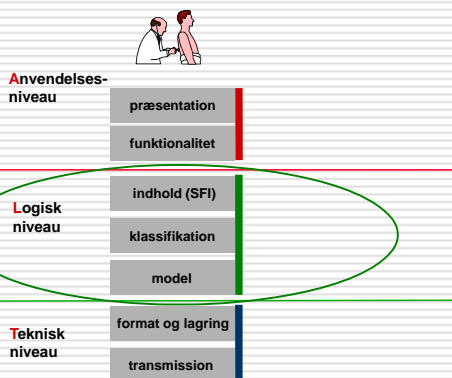 Anvendelses-
niveau
præsentation
funktionalitet
Logisk
niveau
indhold (SFI)
klassifikation
model
Teknisk
niveau
format og lagring
transmission